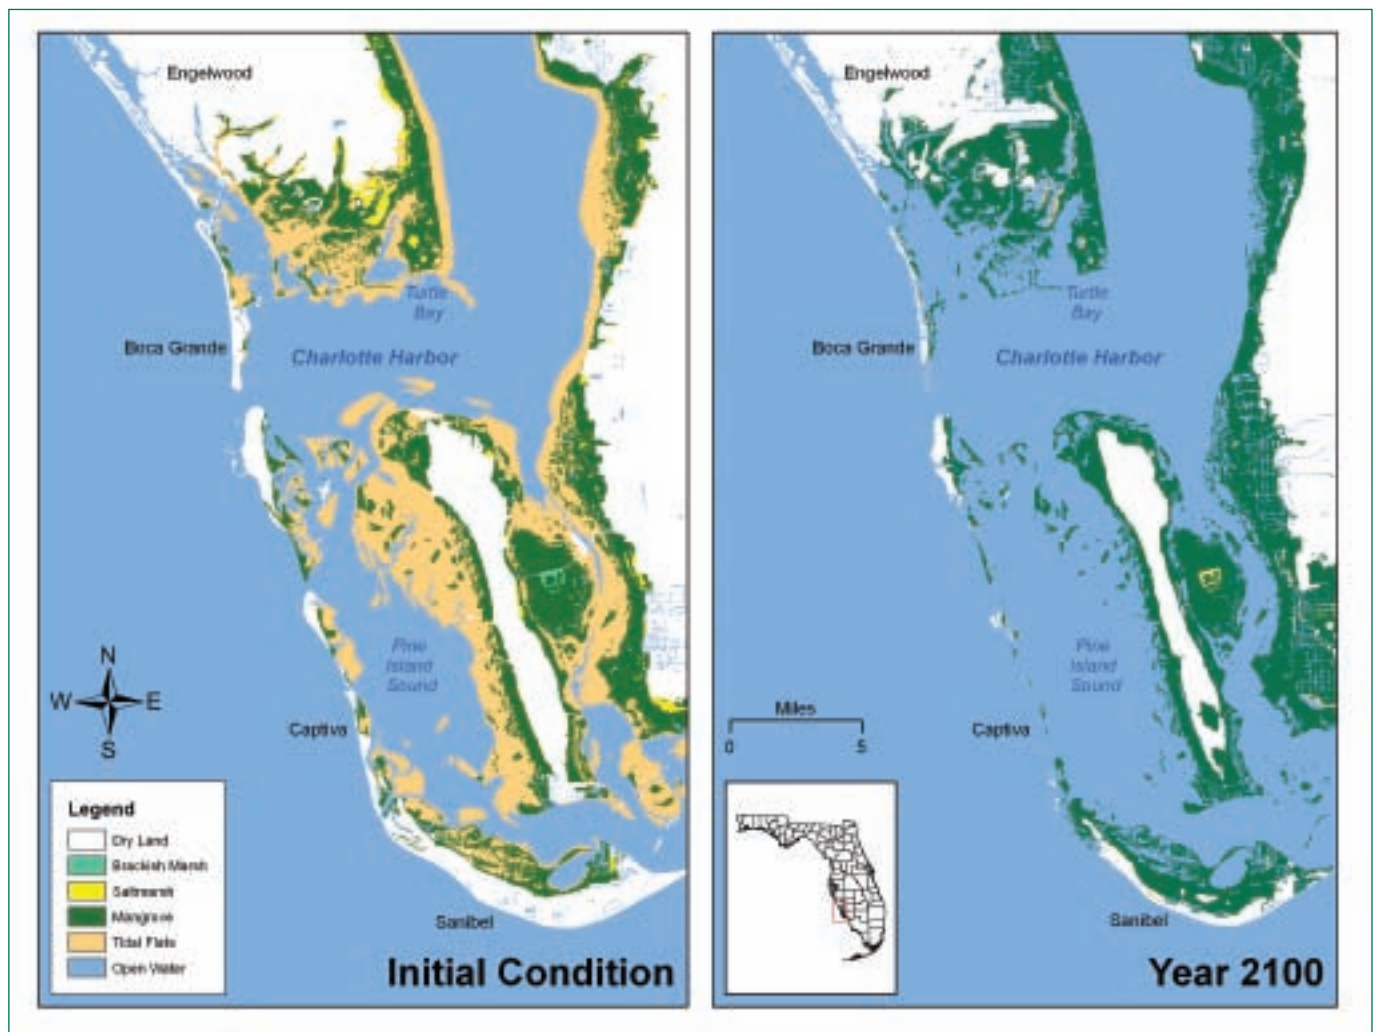 Engelwood
Turtle
Bay
Boca Grande
Charlotte Harbor
Pine
Island
Sound
N
W E
S
Captiva
Legend
Dry Land
Brackish Marsh
Saltmarsh
Mangrove
Tidal Flats
Open Water
Sanibel
Initial Condition
Engelwood
Turtle
Bay
Boca Grande
Charlotte Harbor
Pine
Island
Sound
Miles
0 5
Captiva
Sanibel
Year 2100